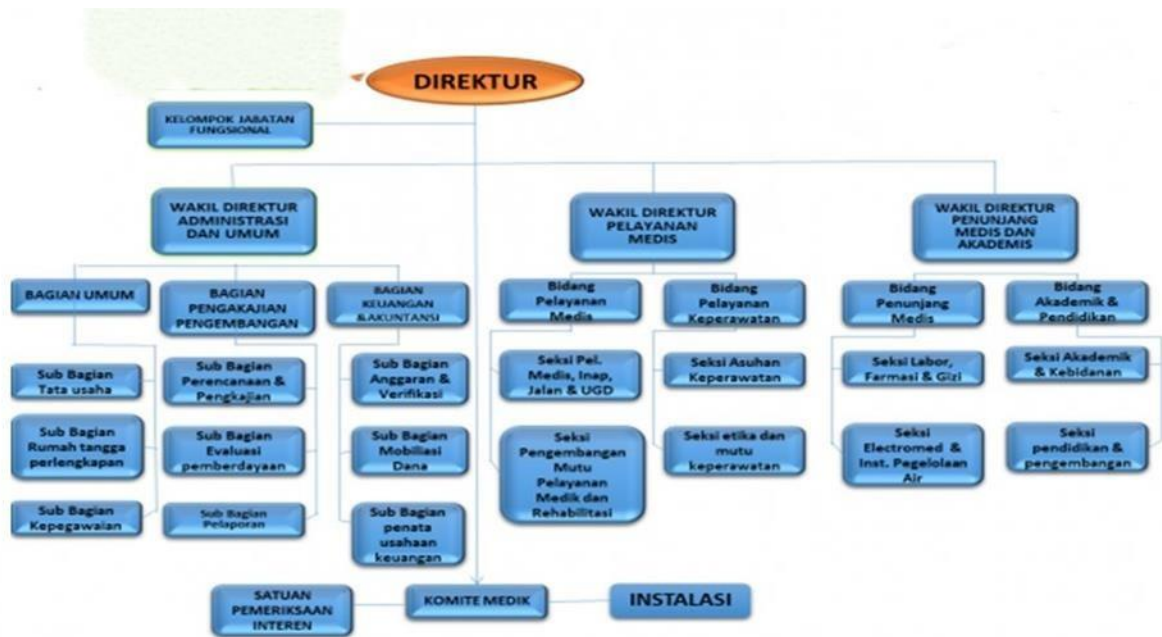 DIREKTUR
KELOMPOK JABATAN
FUNGSIONAL
WAKIL DIREKTUR
ADMINISTRASI
DAN UMUM
WAKIL DIREKTUR
PELAYANAN
MEDIS
WAKIL DIREKTUR
PENUNJANG
MEDIS DAN
AKADEMIS
BAGIAN UMUM
BAGIAN
PENGAKAJIAN
PENGEMBANGAN
BAGIAN
KEUANGAN
&AKUNTANSI
Bidang
Pelayanan
Medis
Bidang
Pelayanan
Keperawatan
Bidang
Penunjang
Medis
Bidang
Akademik &
Pendidikan
Sub Bagian
Tata usaha
Sub Bagian
Perencanaan &
Pengkajian
Sub Bagian
Anggaran &
Verifikasi
Seksi Pel.
Medis, Inap,
Jalan & UGD
Seksi Asuhan
Keperawatan
Seksi Labor,
Farmasi & Gizi
Seksi Akademik
& Kebidanan
Sub Bagian
Rumah tangga
perlengkapan
Sub Bagian
Evaluasi
pemberdayaan
Sub Bagian
Mobiliasi
Dana
Seksi
Pengembangan
Mutu
Pelayanan
Medik dan
Rehabilitasi
Seksi etika dan
mutu
keperawatan
Seksi
Electromed &
Inst. Pegelolaan
Air
Seksi
pendidikan &
pengembangan
Sub Bagian
Kepegawaian
Sub Bagian
Pelaporan
Sub Bagian
penata
usahaan
keuangan
SATUAN
PEMERIKSAAN
INTEREN
KOMITE MEDIK
INSTALASI